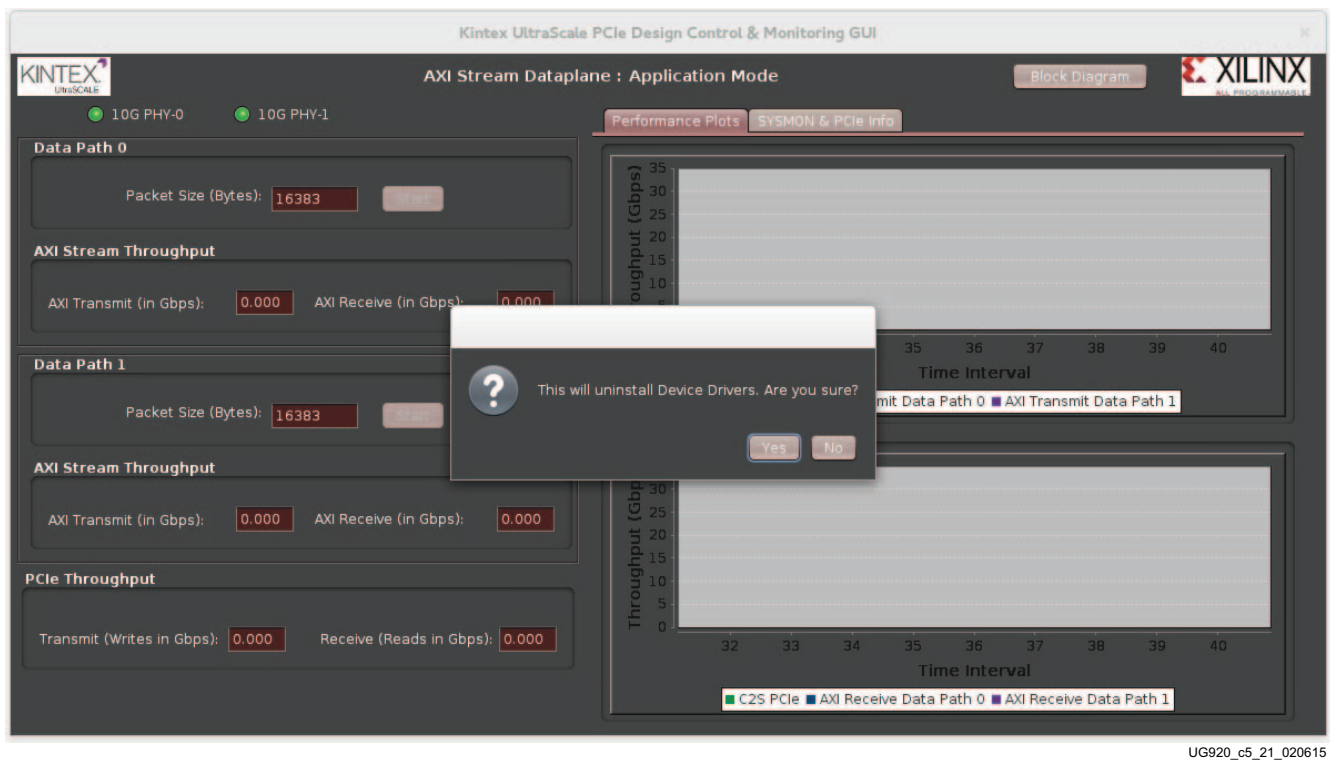 Kintex UltraScale PCIe Design Control & Monitoring GUI
KINTEX
UltraSCALE
AXI Stream Dataplane : Application Mode
Block Diagram
XILINX
ALL PROGRAMMABLE.
10G PHY-0
10G PHY-1
Performance Plots
SYSMON & PCIe Info
Data Path 0
Packet Size (Bytes):
16383
Start
AXI Stream Throughput
AXI Transmit (in Gbps):
0.000
AXI Receive (in Gbps):
0.000
Data Path 1
Packet Size (Bytes):
16383
Start
AXI Stream Throughput
AXI Transmit (in Gbps):
0.000
AXI Receive (in Gbps):
0.000
PCIe Throughput
Transmit (Writes in Gbps):
0.000
Receive (Reads in Gbps):
0.000
This will uninstall Device Drivers. Are you sure?
Yes
No
(Gbps)
35
30
25
20
15
10
35 36 37 38 39 40
Time Interval
Data Path 0
AXI Transmit Data Path 1
Throughput
30
25
20
15
10
5
0
32 33 34 35 36 37 38 39 40
Time Interval
C2S PCIe
AXI Receive Data Path 0
AXI Receive Data Path 1
UG920_c5_21_020615